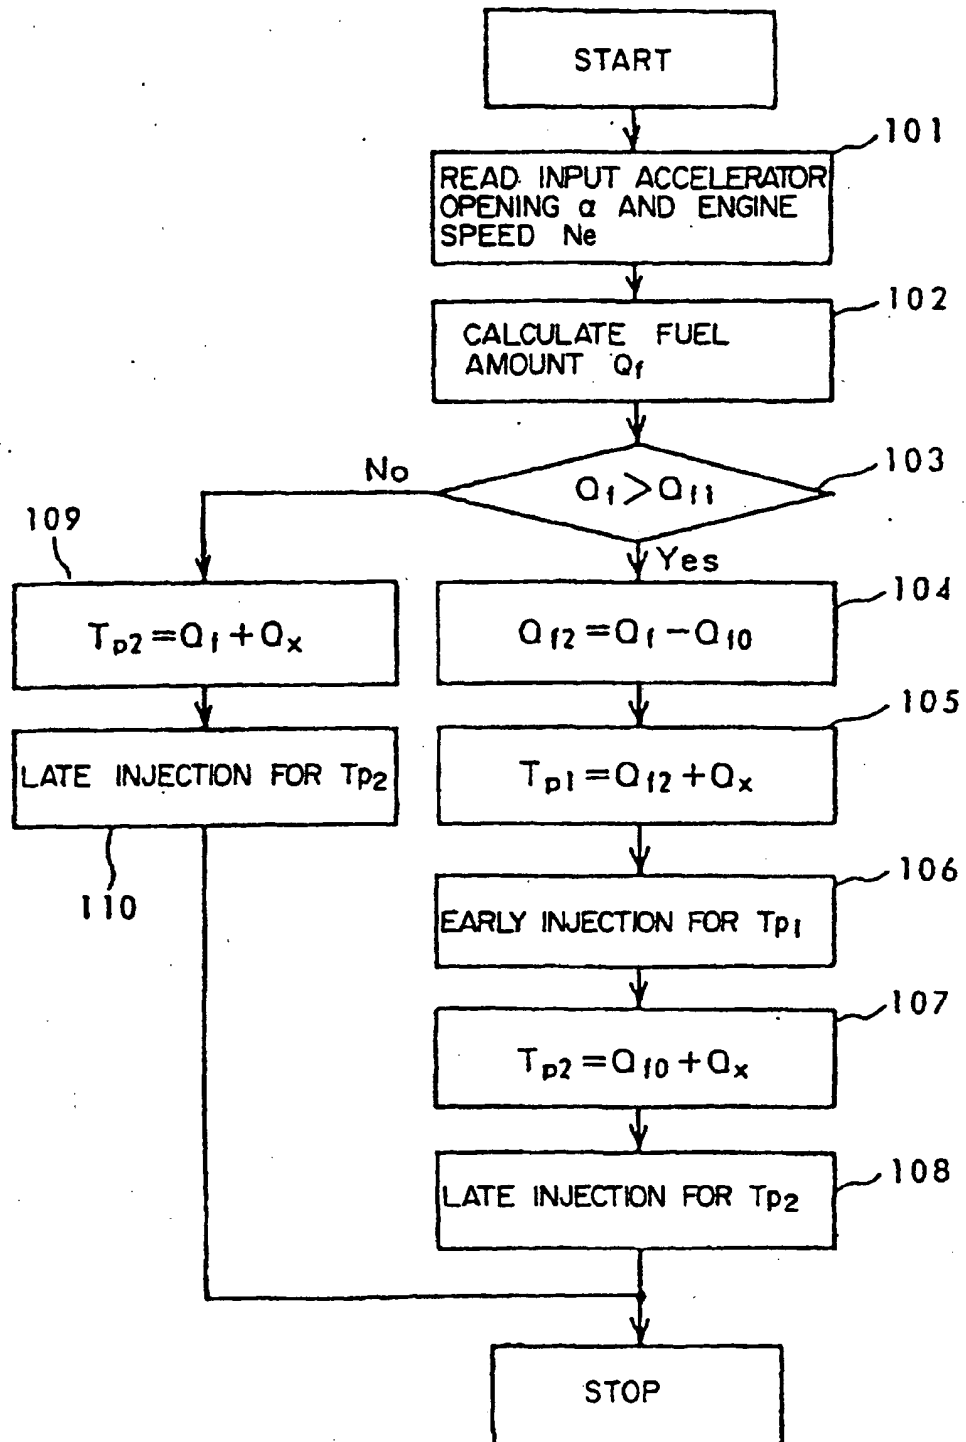 START
101
READ INPUT ACCELERATOR
OPENING α AND ENGINE
SPEED Ne
102
CALCULATE FUEL
AMOUNT Qf
103
Qf > Qf1
No
Yes
109
Tp2 = Qf + Qx
104
Qf2 = Qf − Qf0
105
LATE INJECTION FOR Tp2
110
Tp1 = Qf2 + Qx
106
EARLY INJECTION FOR Tp1
107
Tp2 = Qf0 + Qx
108
LATE INJECTION FOR Tp2
STOP